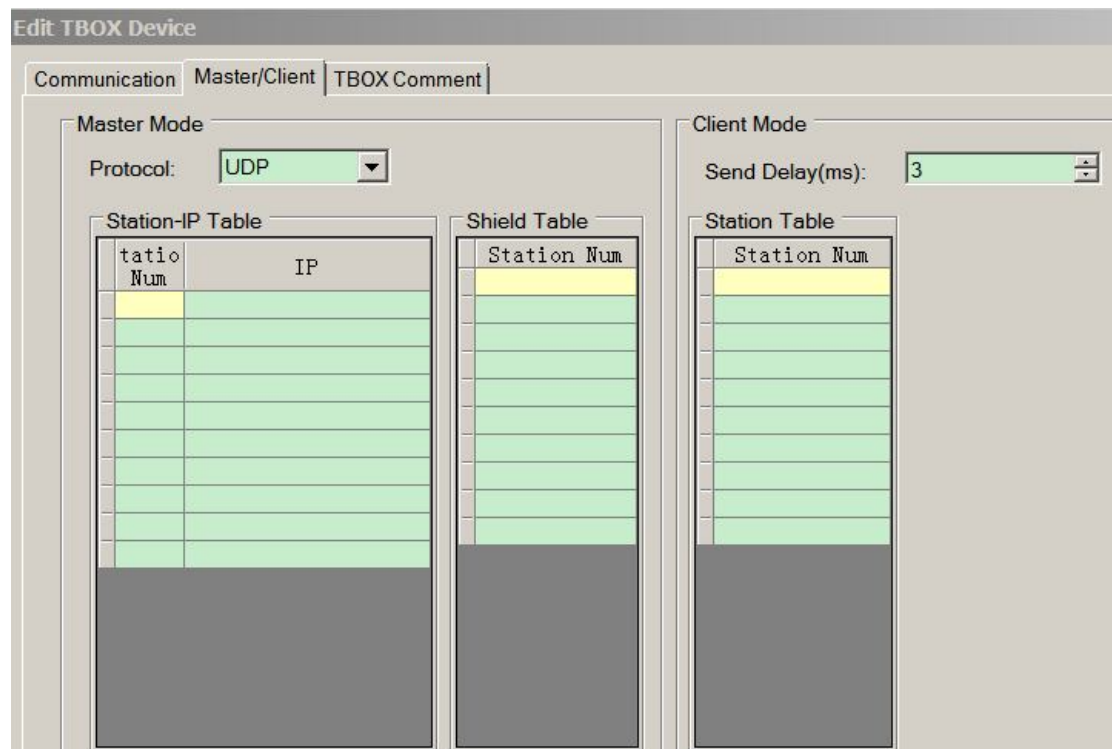 Edit TBOX Device
Communication Master/Client TBOX Comment
Master Mode
Protocol: UDP
Station-IP Table
tatio
Num
IP
Shield Table
Station Num
Client Mode
Send Delay(ms): 3
Station Table
Station Num